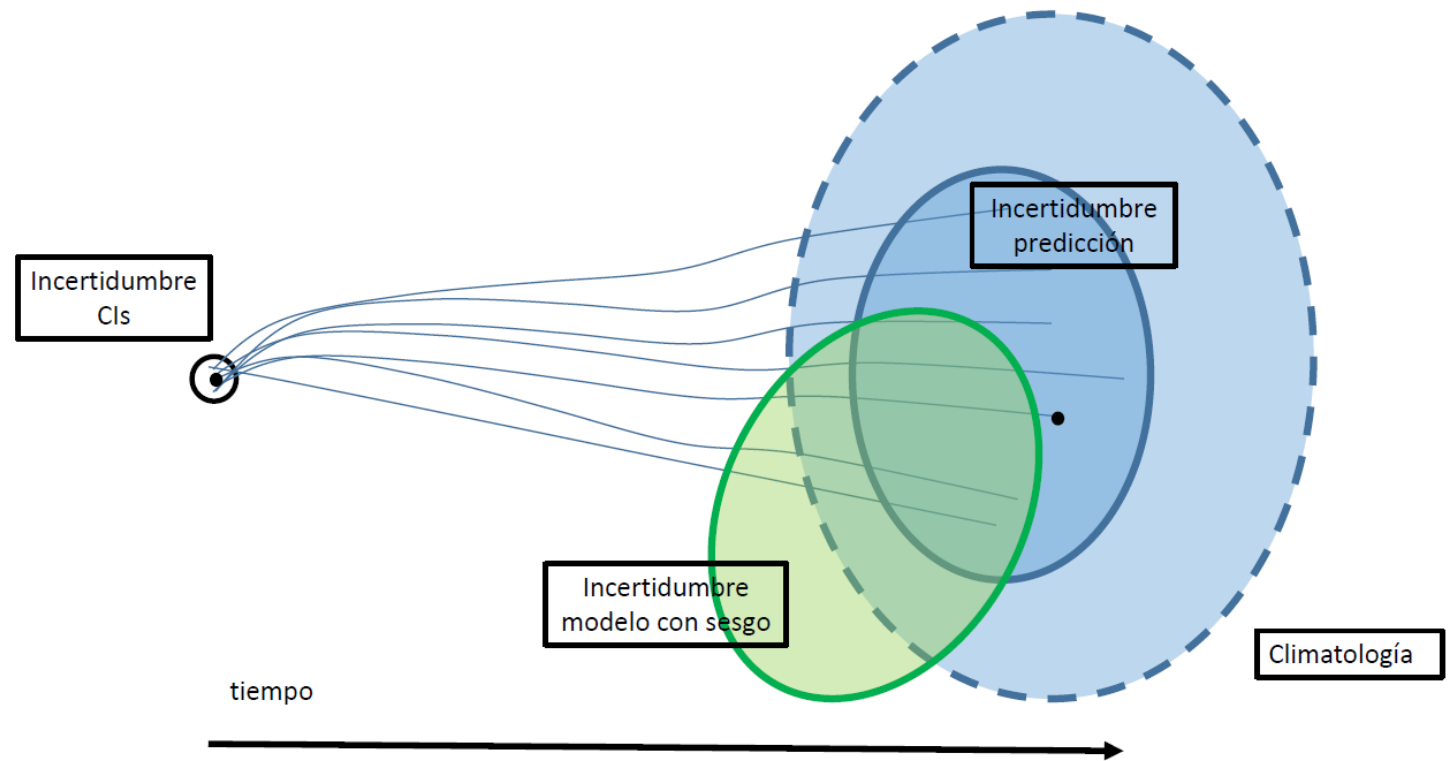 Incertidumbre
predicción
Incertidumbre
CIs
Incertidumbre
modelo con sesgo
Climatología
tiempo